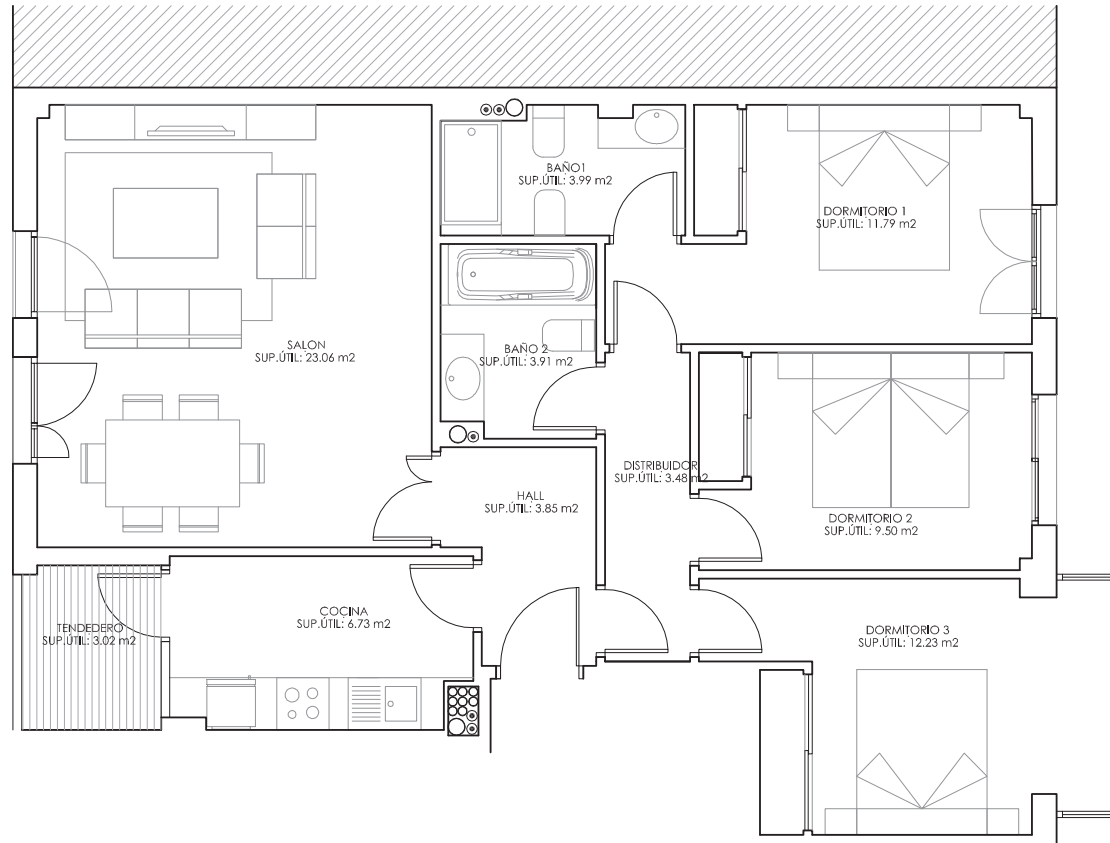 BAÑO1
SUP.ÚTIL: 3.99 m2
DORMITORIO 1
SUP.ÚTIL: 11.79 m2
SALON
SUP.ÚTIL: 23.06 m2
BAÑO 2
SUP.ÚTIL: 3.91 m2
DISTRIBUIDOR
SUP.ÚTIL: 3.48 m2
HALL
SUP.ÚTIL: 3.85 m2
DORMITORIO 2
SUP.ÚTIL: 9.50 m2
COCINA
SUP.ÚTIL: 6.73 m2
TENDEDERO
SUP.ÚTIL: 3.02 m2
DORMITORIO 3
SUP.ÚTIL: 12.23 m2